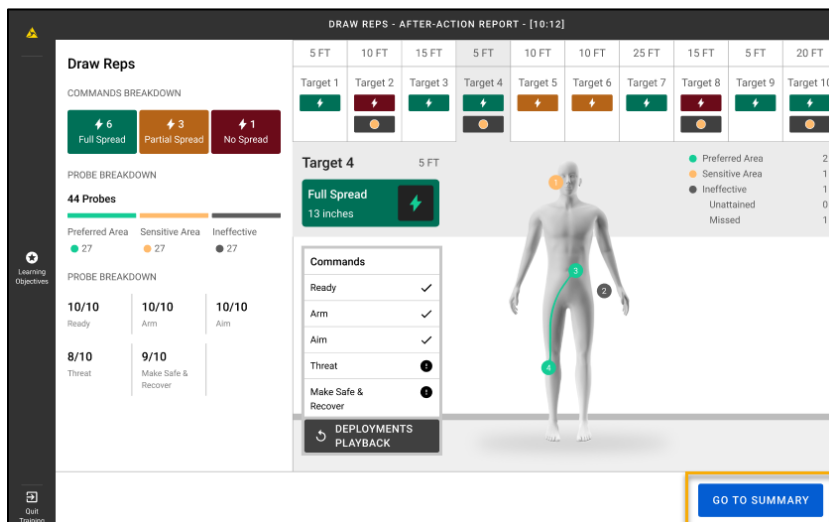 DRAW REPS - AFTER-ACTION REPORT - [10:12]
Learning
Objectives
Quit
Training
Draw Reps
COMMANDS BREAKDOWN
6
Full Spread
3
Partial Spread
1
No Spread
PROBE BREAKDOWN
44 Probes
Preferred Area
27
Sensitive Area
27
Ineffective
27
PROBE BREAKDOWN
10/10
Ready
10/10
Arm
10/10
Aim
8/10
Threat
9/10
Make Safe &
Recover
5 FT 10 FT 15 FT 5 FT 10 FT 10 FT 25 FT 15 FT 5 FT 20 FT
Target 1 Target 2 Target 3 Target 4 Target 5 Target 6 Target 7 Target 8 Target 9 Target 10
Target 4 5 FT
Full Spread
13 inches
Commands
Ready
Arm
Aim
Threat
Make Safe &
Recover
DEPLOYMENTS
PLAYBACK
1
3
2
4
Preferred Area 2
Sensitive Area 1
Ineffective 1
Unattained 0
Missed 1
GO TO SUMMARY